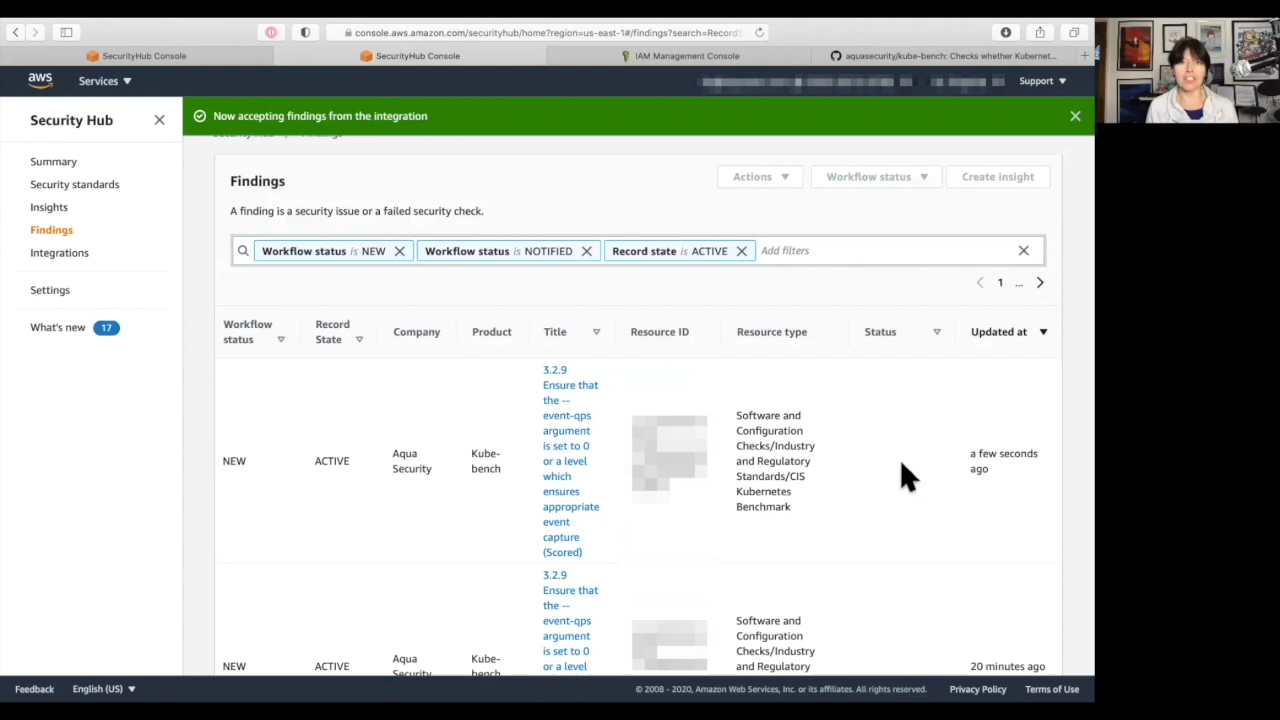 console.aws.amazon.com/securityhub/home?region=us-east-1#/findings?search=Record
SecurityHub Console
SecurityHub Console
IAM Management Console
aquasecurity/kube-bench: Checks whether Kubernet...
aws
Services
Support
Security Hub
Now accepting findings from the integration
Summary
Security standards
Insights
Findings
Integrations
Settings
What's new 17
Findings
Actions
Workflow status
Create insight
A finding is a security issue or a failed security check.
Workflow status is NEW
Workflow status is NOTIFIED
Record state is ACTIVE
Add filters
1 ...
Workflow
status
Record
State
Company
Product
Title
Resource ID
Resource type
Status
Updated at
NEW
ACTIVE
Aqua
Security
Kube-
bench
3.2.9
Ensure that
the --
event-qps
argument
is set to 0
or a level
which
ensures
appropriate
event
capture
(Scored)
Software and
Configuration
Checks/Industry
and Regulatory
Standards/CIS
Kubernetes
Benchmark
a few seconds
ago
NEW
ACTIVE
Aqua
Security
Kube-
bench
3.2.9
Ensure that
the --
event-qps
argument
is set to 0
or a level
Software and
Configuration
Checks/Industry
and Regulatory
20 minutes ago
Feedback
English (US)
© 2008 - 2020, Amazon Web Services, Inc. or its affiliates. All rights reserved.
Privacy Policy
Terms of Use